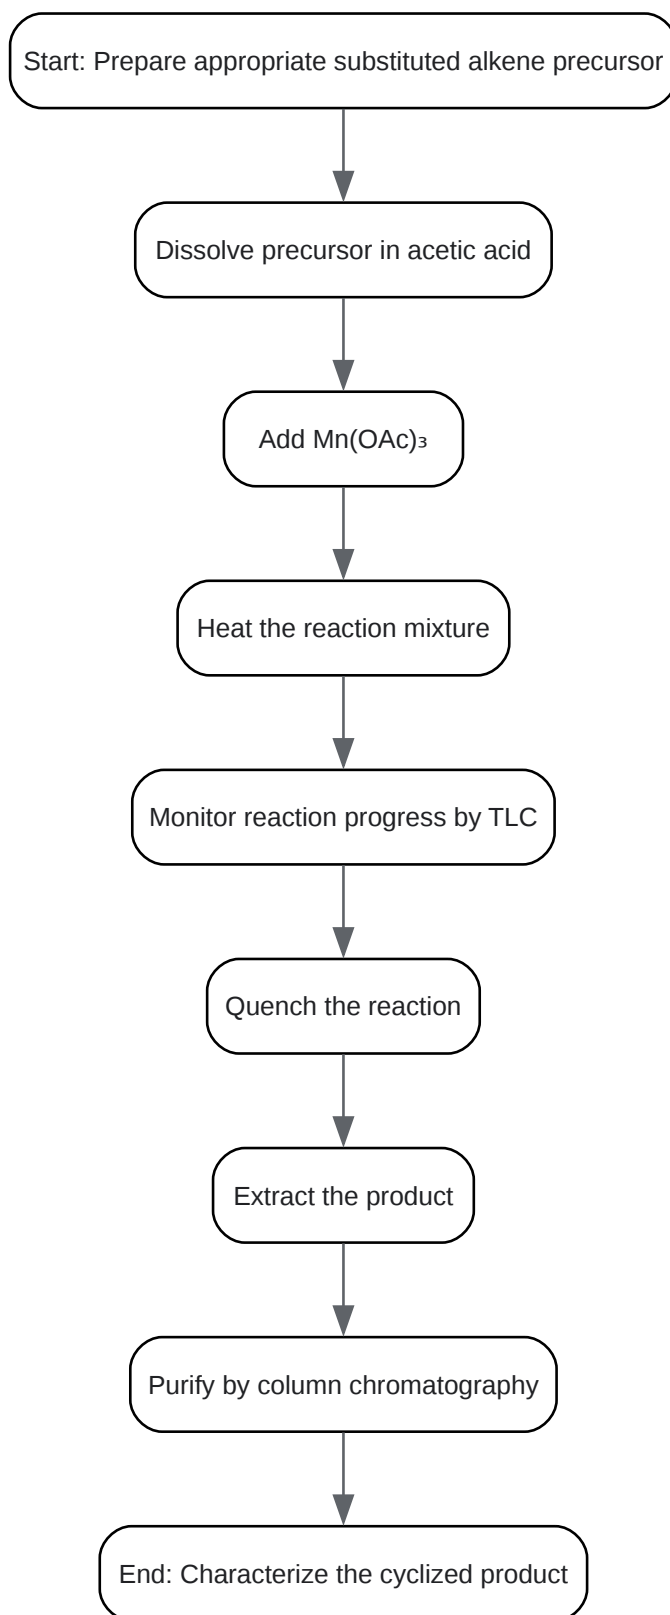 Start: Prepare appropriate substituted alkene precursor
Dissolve precursor in acetic acid
Add Mn(OAc)₃
Heat the reaction mixture
Monitor reaction progress by TLC
Quench the reaction
Extract the product
Purify by column chromatography
End: Characterize the cyclized product